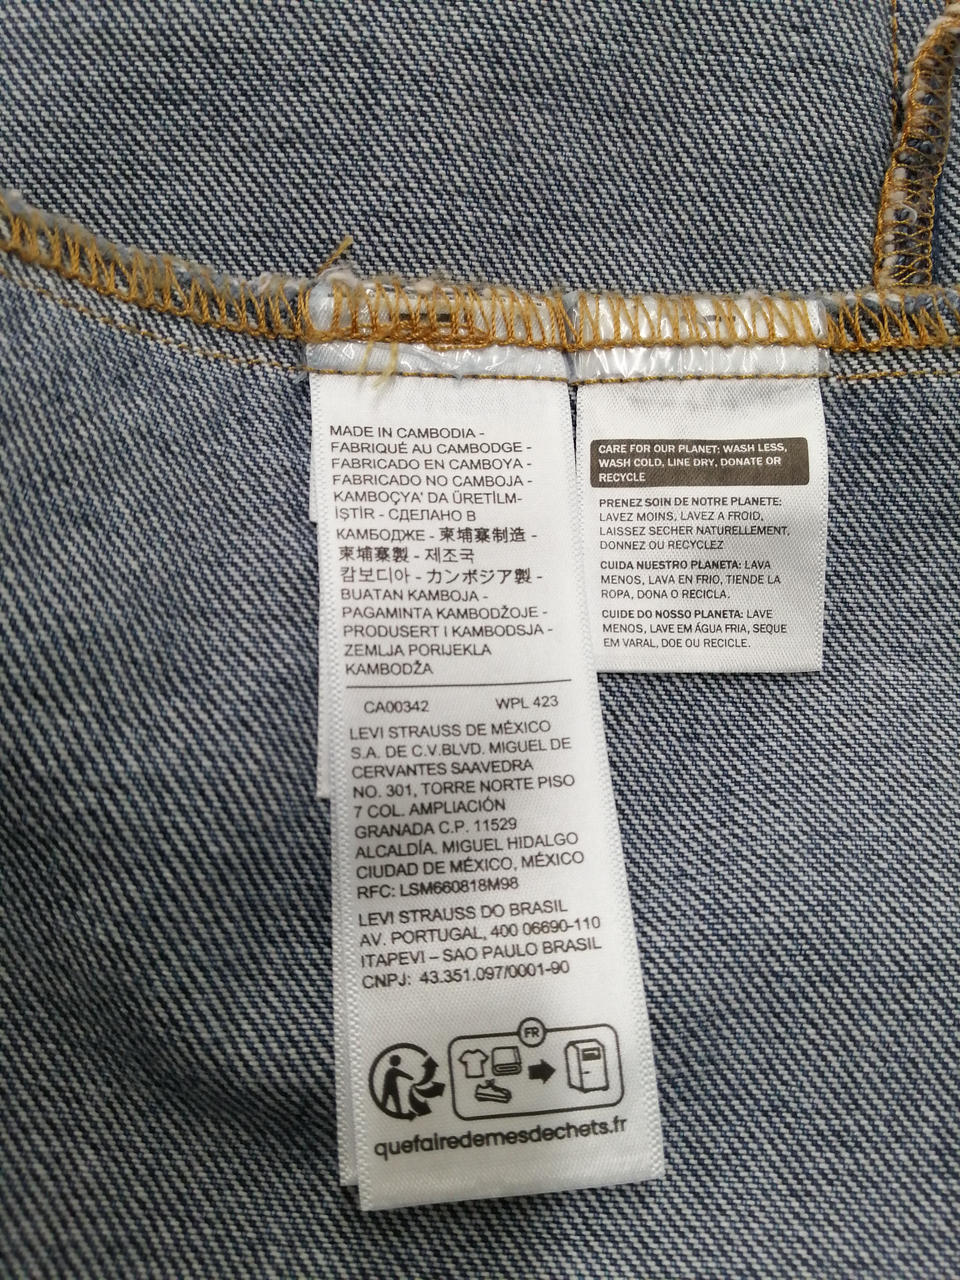 MADE IN CAMBODIA -
FABRIQUÉ AU CAMBODGE -
FABRICADO EN CAMBOYA -
FABRICADO NO CAMBOJA -
KAMBOÇYA' DA ÜRETİLM-
İŞTİR - СДЕЛАНО В
КАМБОДЖЕ - 柬埔寨制造 -
柬埔寨製 - 제조국
캄보디아 - カンボジア製 -
BUATAN KAMBOJA -
PAGAMINTA KAMBODŽOJE -
PRODUSERT I KAMBODSJA -
ZEMLJA PORIJEKLA
KAMBODŽA
CA00342 WPL 423
LEVI STRAUSS DE MÉXICO
S.A. DE C.V.BLVD. MIGUEL DE
CERVANTES SAAVEDRA
NO. 301, TORRE NORTE PISO
7 COL. AMPLIACIÓN
GRANADA C.P. 11529
ALCALDÍA. MIGUEL HIDALGO
CIUDAD DE MÉXICO, MÉXICO
RFC: LSM660818M98
LEVI STRAUSS DO BRASIL
AV. PORTUGAL, 400 06690-110
ITAPEVI – SAO PAULO BRASIL
CNPJ: 43.351.097/0001-90
FR
quefairedemesdechets.fr
CARE FOR OUR PLANET: WASH LESS,
WASH COLD, LINE DRY, DONATE OR
RECYCLE
PRENEZ SOIN DE NOTRE PLANETE:
LAVEZ MOINS, LAVEZ A FROID,
LAISSEZ SECHER NATURELLEMENT,
DONNEZ OU RECYCLEZ
CUIDA NUESTRO PLANETA: LAVA
MENOS, LAVA EN FRIO, TIENDE LA
ROPA, DONA O RECICLA.
CUIDE DO NOSSO PLANETA: LAVE
MENOS, LAVE EM ÁGUA FRIA, SEQUE
EM VARAL, DOE OU RECICLE.